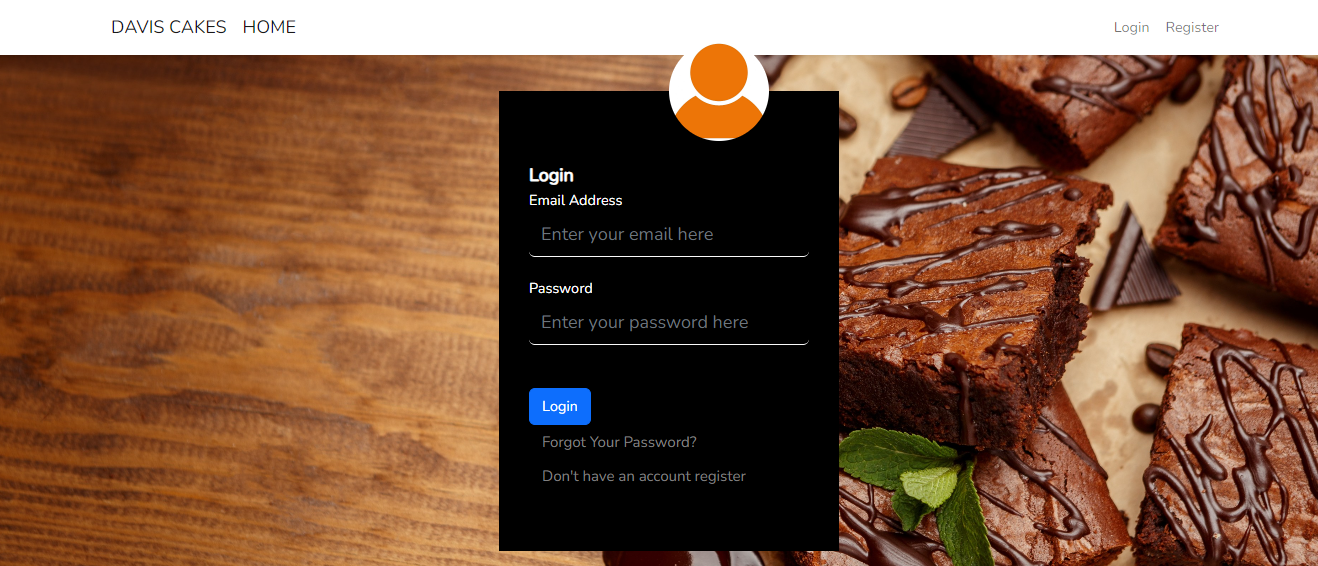 DAVIS CAKES HOME Login Register
Login
Email Address
Enter your email here
Password
Enter your password here
Login
Forgot Your Password?
Don't have an account register